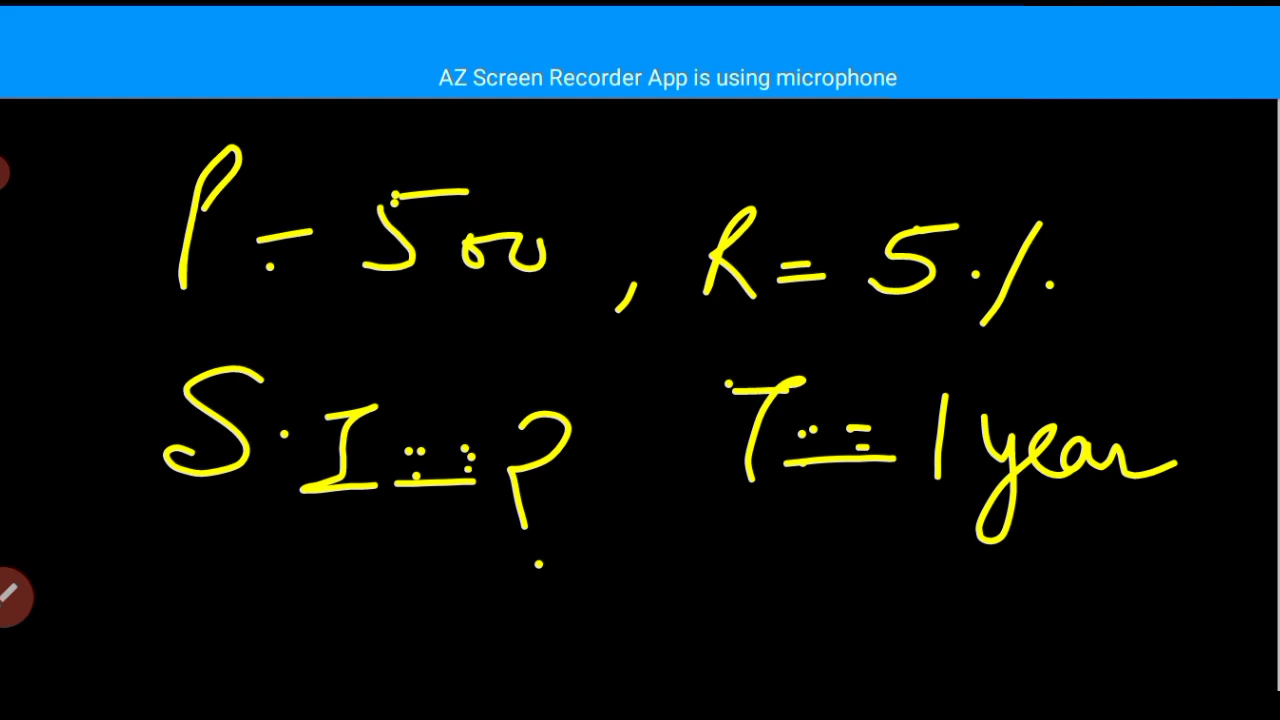 AZ Screen Recorder App is using microphone
P = 500, R = 5%
S.I = ? T = 1 year